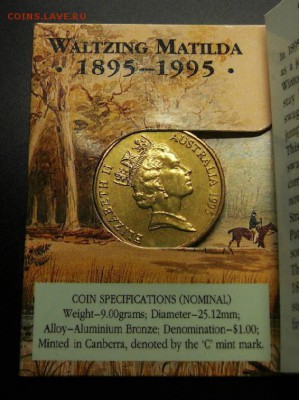 COINS.LAVE.RU
WALTZING MATILDA
· 1895–1995 ·
ELIZABETH II AUSTRALIA 1995
COIN SPECIFICATIONS (NOMINAL)
Weight–9.00grams; Diameter–25.12mm;
Alloy–Aluminium Bronze; Denomination–$1.00;
Minted in Canberra, denoted by the 'C' mint mark.